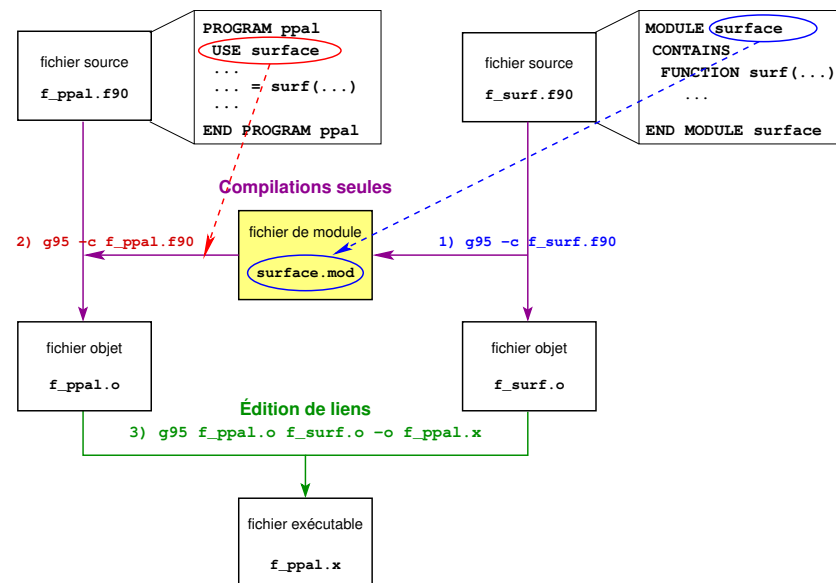 fichier source
f_ppal.f90
PROGRAM ppal
USE surface
...
... = surf(...)
...
END PROGRAM ppal
fichier source
f_surf.f90
MODULE surface
CONTAINS
FUNCTION surf(...)
...
END MODULE surface
Compilations seules
2) g95 −c f_ppal.f90
fichier de module
surface.mod
1) g95 −c f_surf.f90
fichier objet
f_ppal.o
fichier objet
f_surf.o
Édition de liens
3) g95 f_ppal.o f_surf.o −o f_ppal.x
fichier exécutable
f_ppal.x